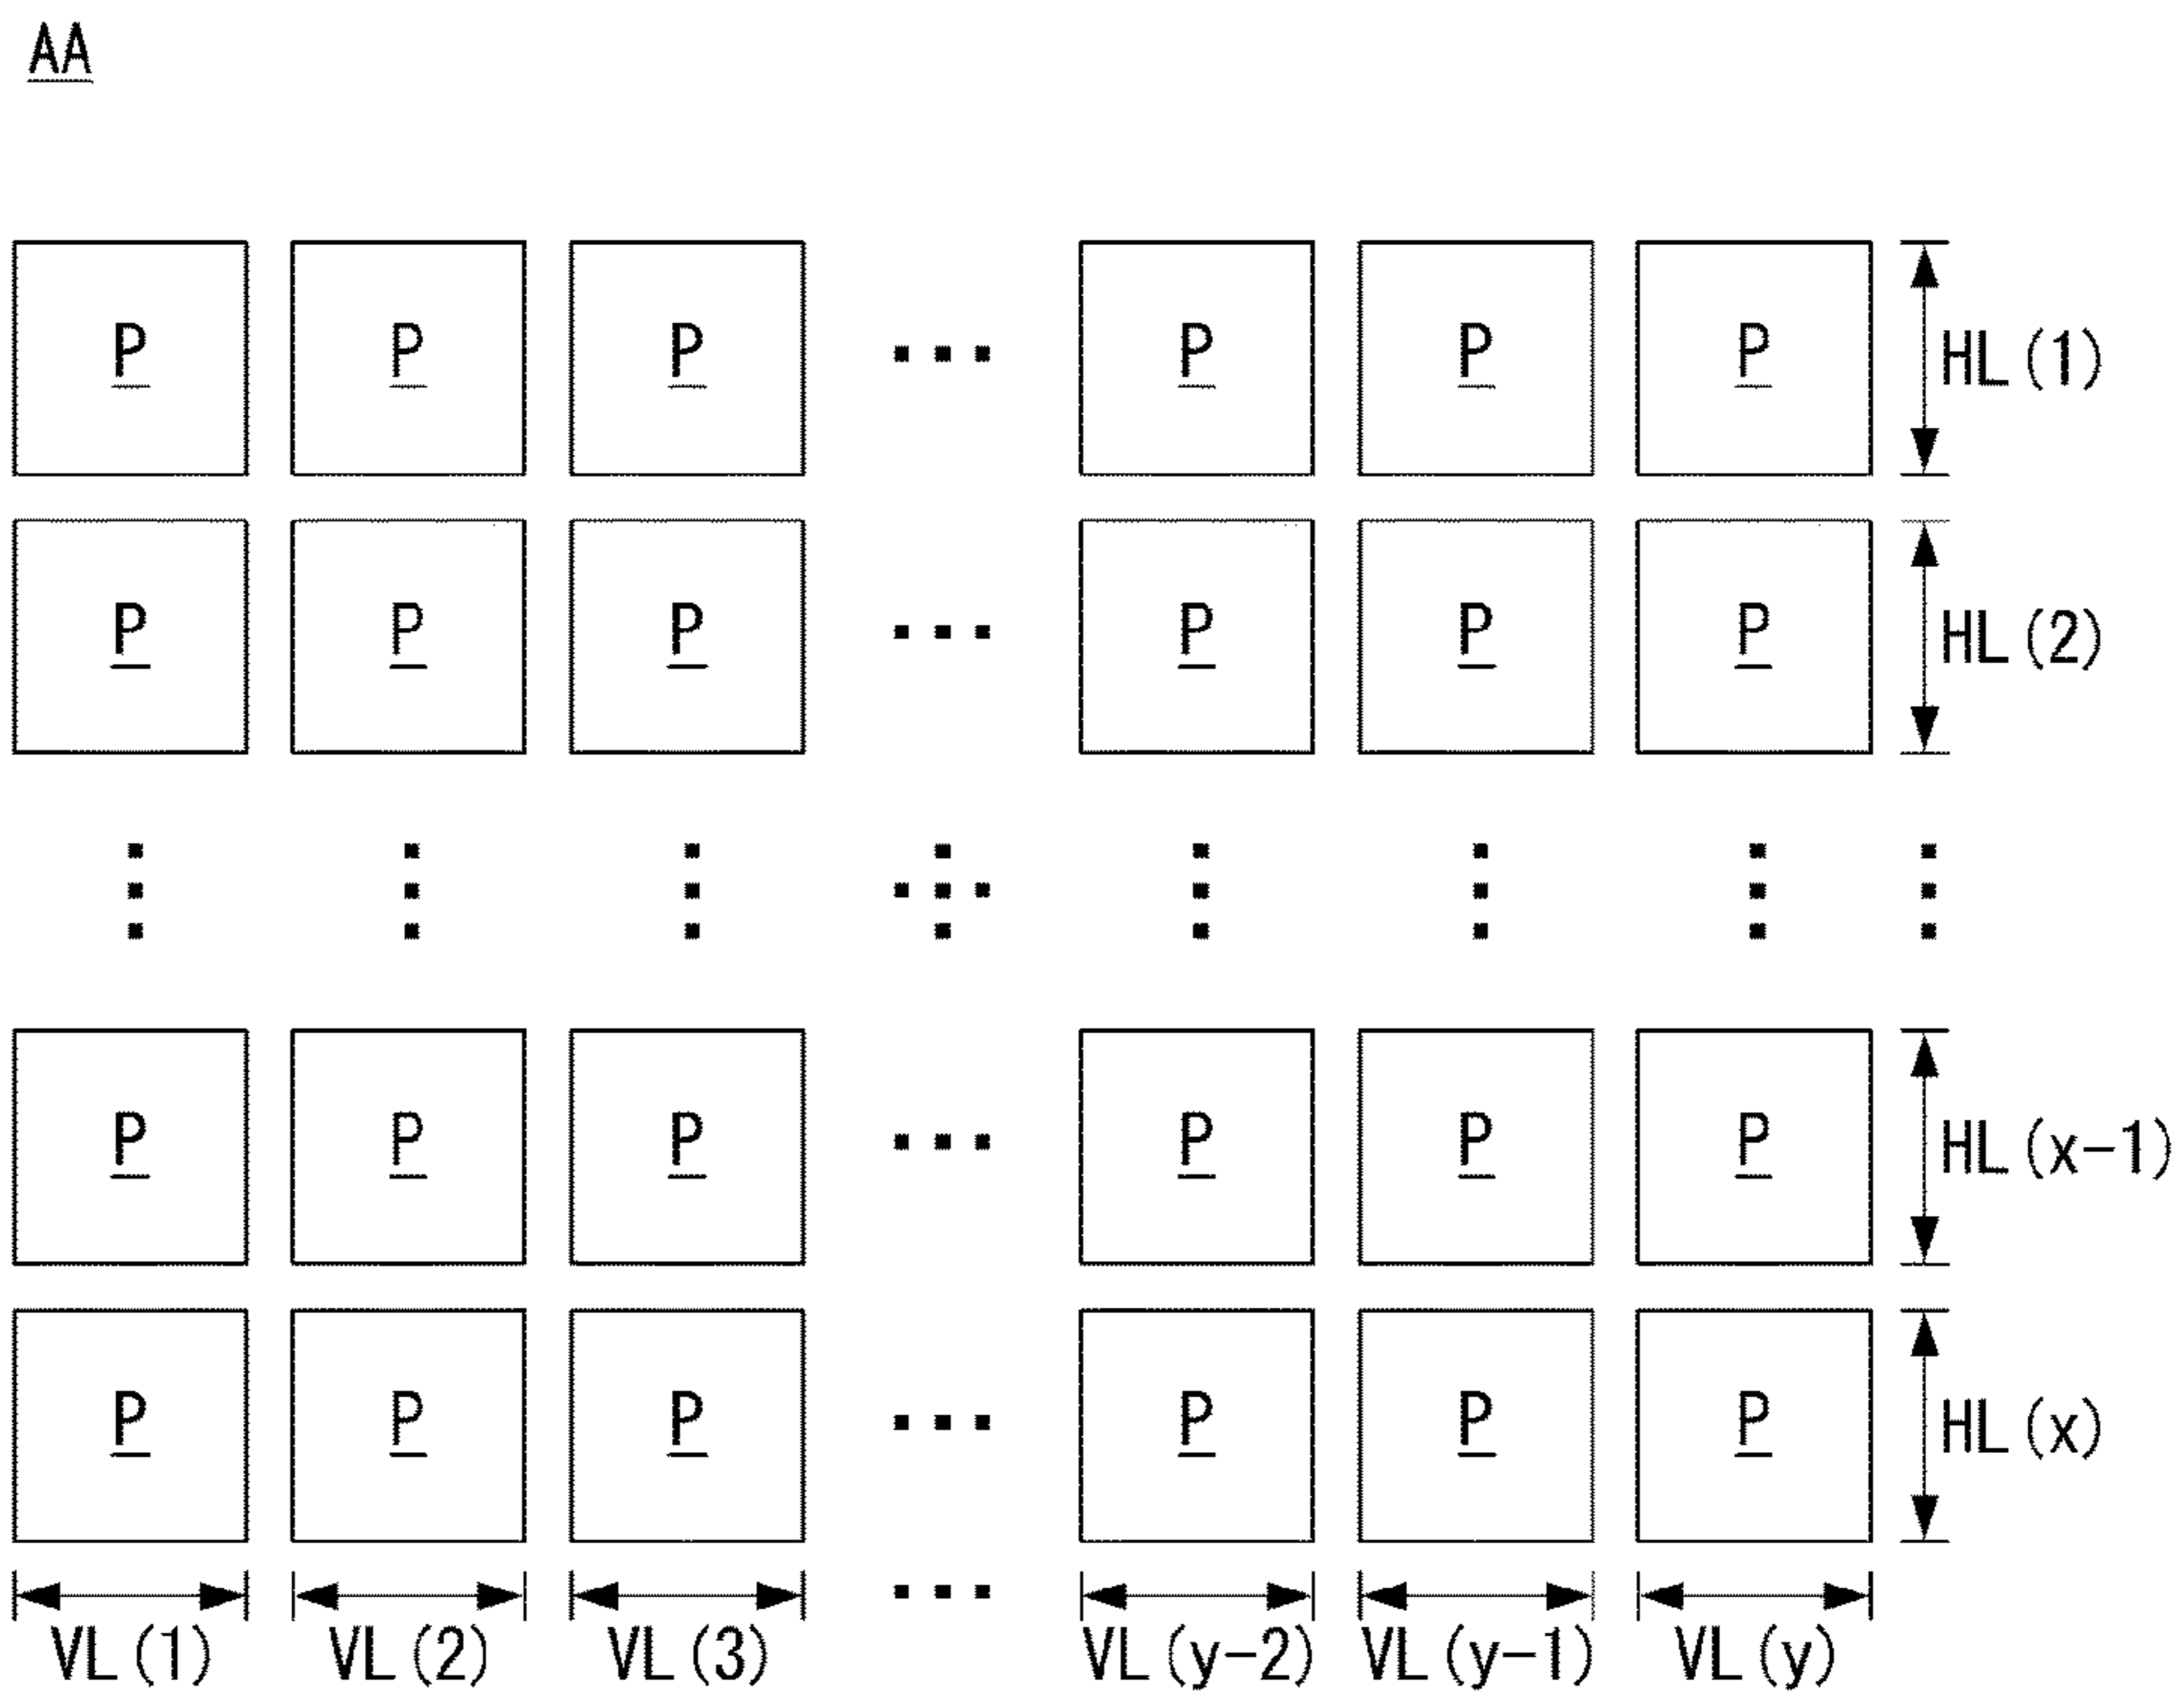 AA
P P P P P P HL(1)
P P P P P P HL(2)
P P P P P P HL(x-1)
P P P P P P HL(x)
VL(1) VL(2) VL(3) VL(y-2) VL(y-1) VL(y)